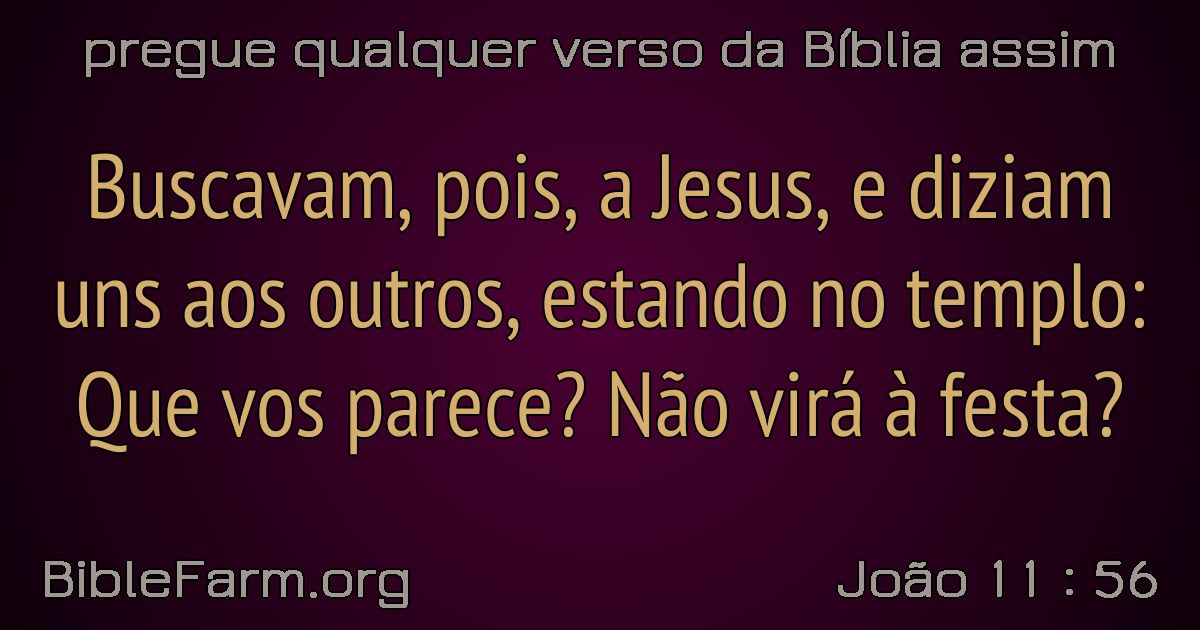 pregue qualquer verso da Bíblia assim
Buscavam, pois, a Jesus, e diziam
uns aos outros, estando no templo:
Que vos parece? Não virá à festa?
BibleFarm.org
João 11 : 56